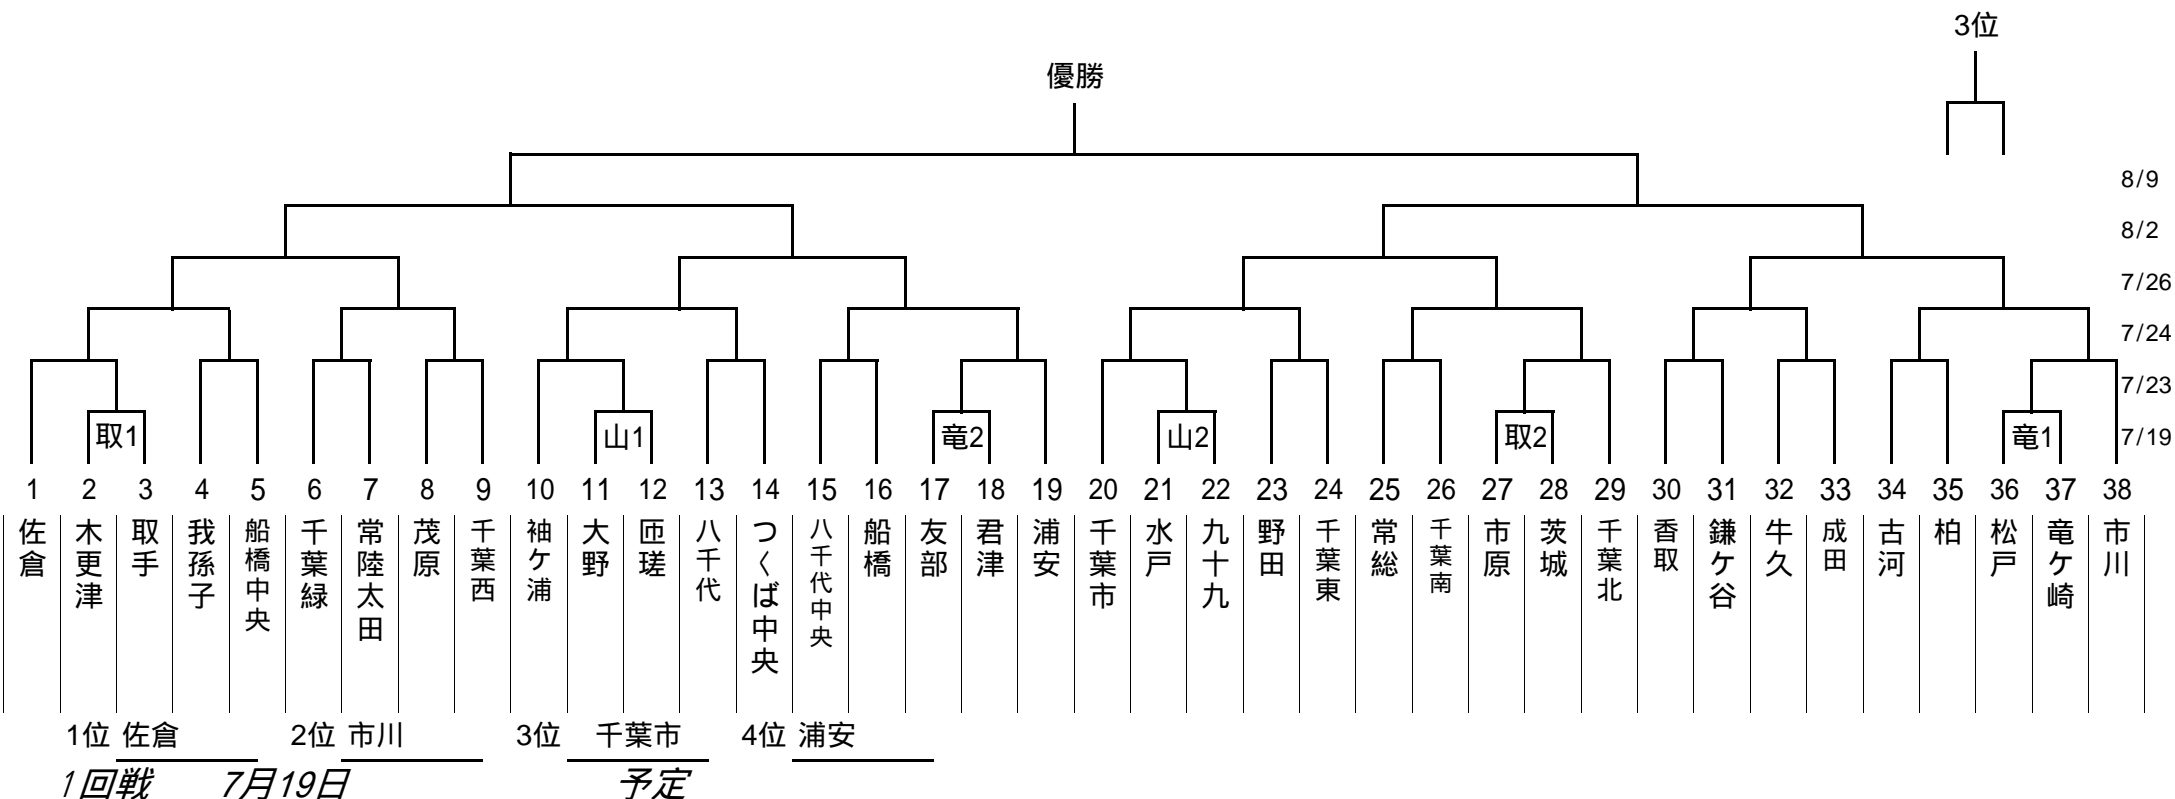 3位
優勝
8/9
8/2
7/26
7/24
7/23
取1 山1 竜2 山2 取2 竜1 7/19
1 2 3 4 5 6 7 8 9 10 11 12 13 14 15 16 17 18 19 20 21 22 23 24 25 26 27 28 29 30 31 32 33 34 35 36 37 38
佐倉
木更津
取手
我孫子
船橋中央
千葉緑
常陸太田
茂原
千葉西
袖ケ浦
大野
匝瑳
八千代
つくば中央
八千代中央
船橋
友部
君津
浦安
千葉市
水戸
九十九
野田
千葉東
常総
千葉南
市原
茨城
千葉北
香取
鎌ケ谷
牛久
成田
古河
柏
松戸
竜ケ崎
市川
1位 佐倉 2位 市川 3位 千葉市 4位 浦安
1回戦 7月19日 予定